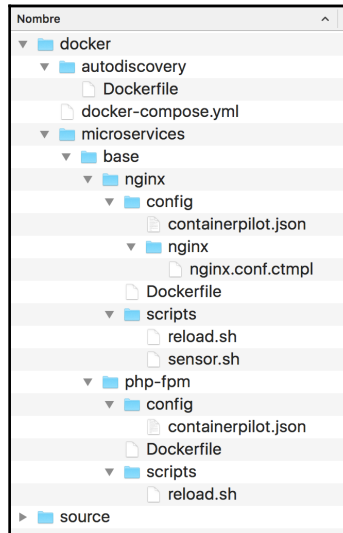 Nombre
docker
autodiscovery
Dockerfile
docker-compose.yml
microservices
base
nginx
config
containerpilot.json
nginx
nginx.conf.ctmpl
Dockerfile
scripts
reload.sh
sensor.sh
php-fpm
config
containerpilot.json
Dockerfile
scripts
reload.sh
source